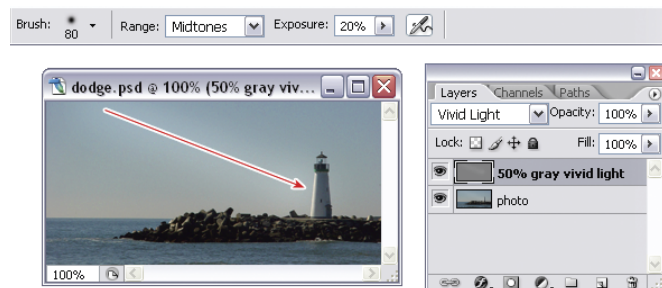 Brush: 80 Range: Midtones Exposure: 20%
dodge.psd @ 100% (50% gray viv...
100%
Layers Channels Paths
Vivid Light Opacity: 100%
Lock: Fill: 100%
50% gray vivid light
photo